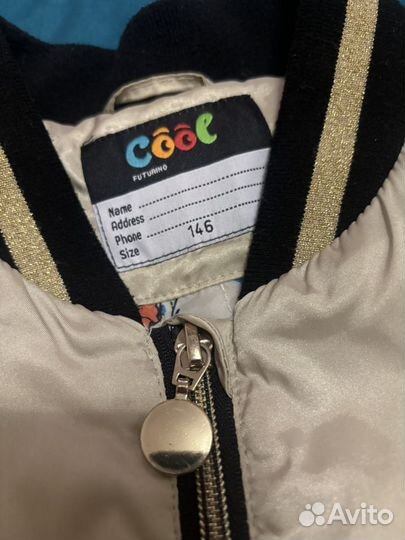 cool
FUTURINO
Name
Address
Phone
Size 146
Avito